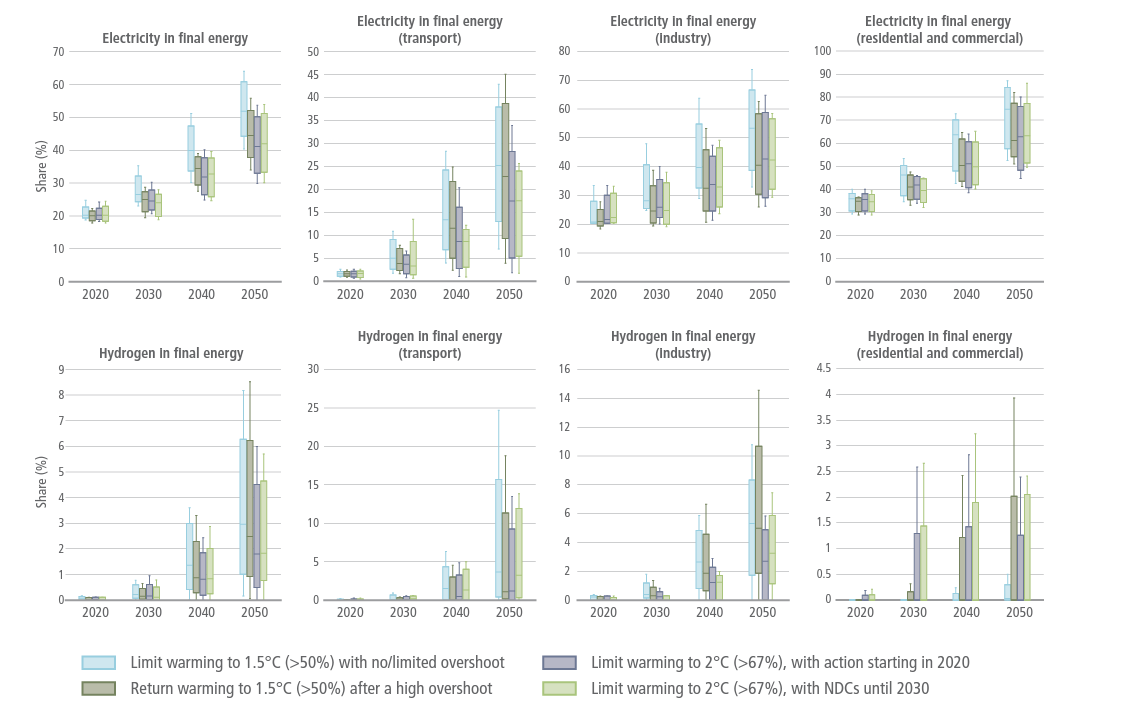 Electricity in final energy
Electricity in final energy
(transport)
Electricity in final energy
(industry)
Electricity in final energy
(residential and commercial)
Share (%)
70
60
50
40
30
20
10
0
2020 2030 2040 2050
50
45
40
35
30
25
20
15
10
5
0
2020 2030 2040 2050
80
70
60
50
40
30
20
10
0
2020 2030 2040 2050
100
90
80
70
60
50
40
30
20
10
0
2020 2030 2040 2050
Hydrogen in final energy
Hydrogen in final energy
(transport)
Hydrogen in final energy
(industry)
Hydrogen in final energy
(residential and commercial)
Share (%)
9
8
7
6
5
4
3
2
1
0
2020 2030 2040 2050
30
25
20
15
10
5
0
2020 2030 2040 2050
16
14
12
10
8
6
4
2
0
2020 2030 2040 2050
4.5
4
3.5
3
2.5
2
1.5
1
0.5
0
2020 2030 2040 2050
Limit warming to 1.5°C (>50%) with no/limited overshoot
Return warming to 1.5°C (>50%) after a high overshoot
Limit warming to 2°C (>67%), with action starting in 2020
Limit warming to 2°C (>67%), with NDCs until 2030